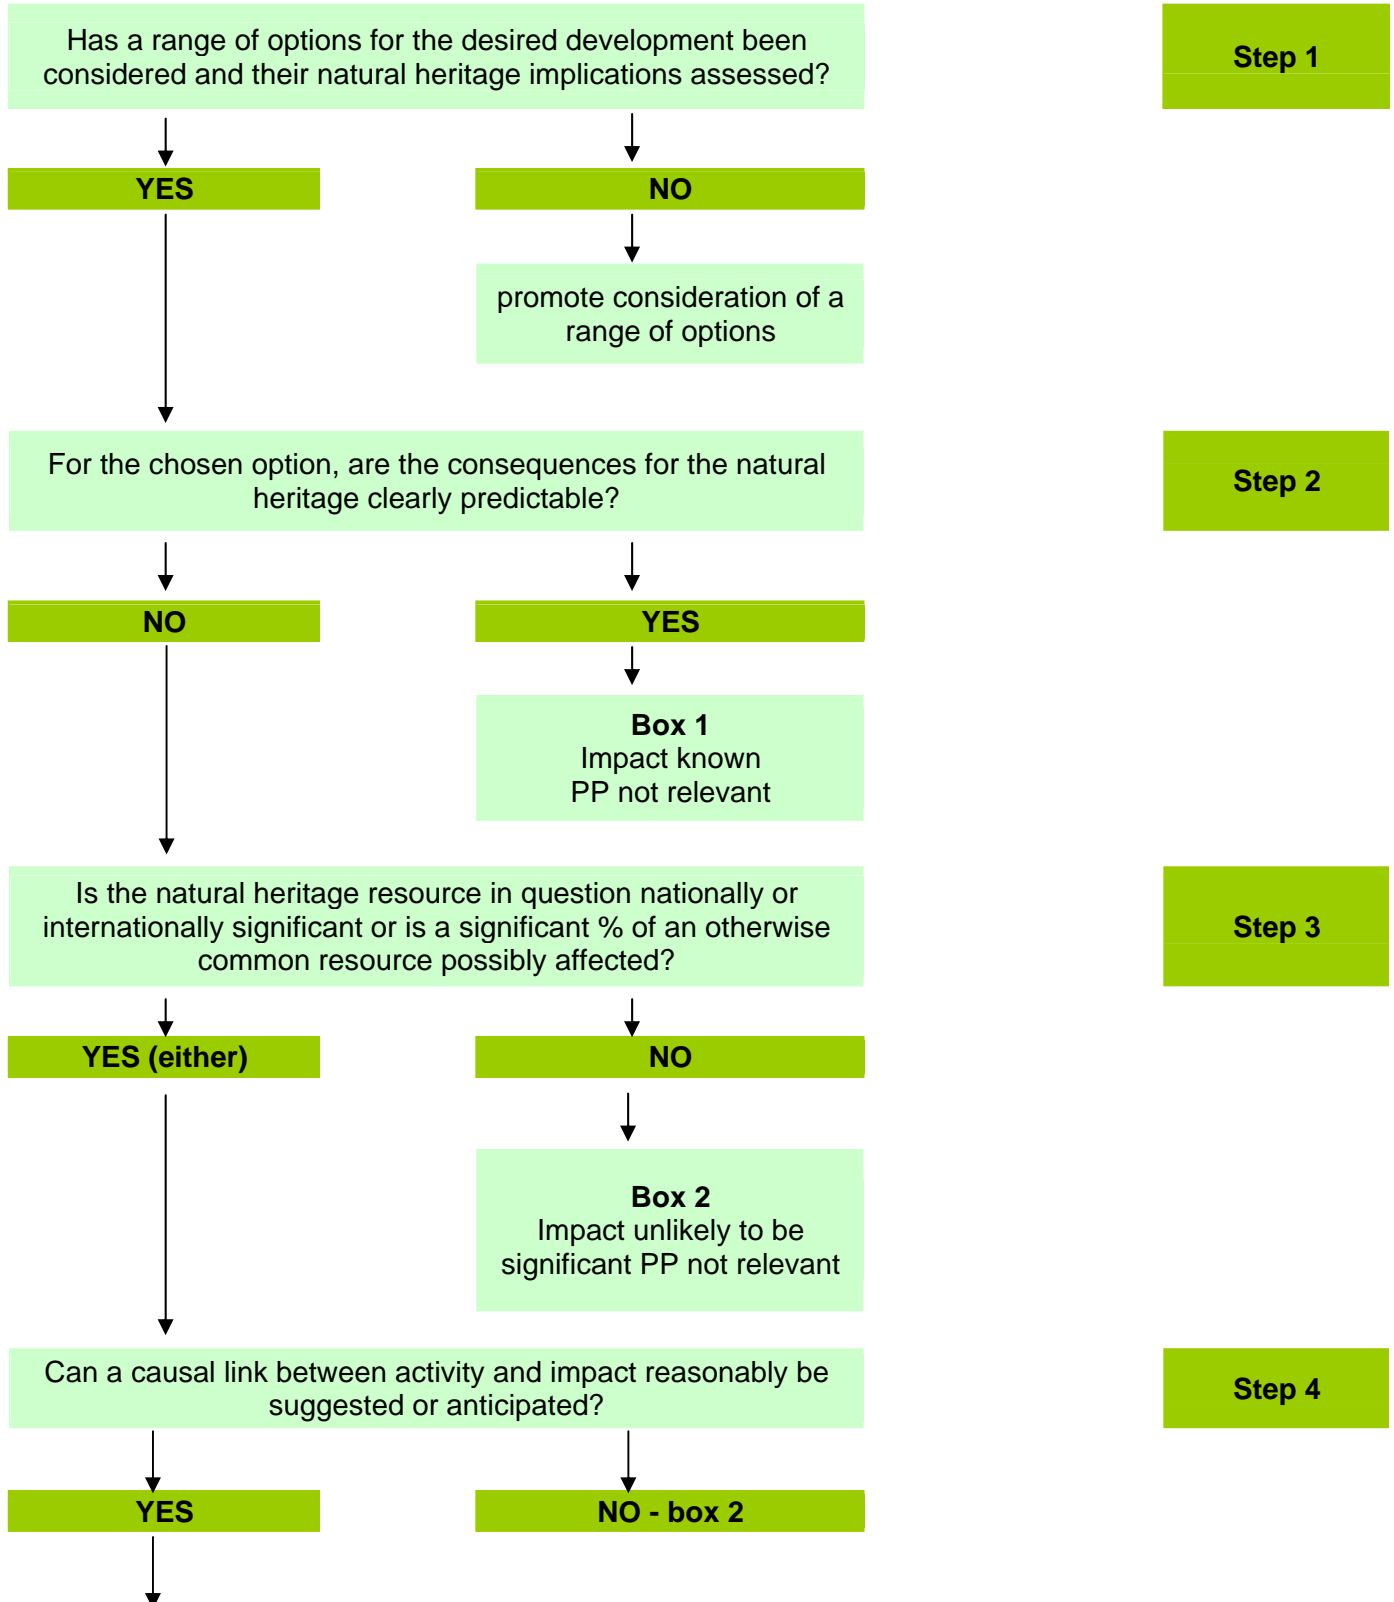 Has a range of options for the desired development been
considered and their natural heritage implications assessed?
Step 1
YES
NO
promote consideration of a
range of options
For the chosen option, are the consequences for the natural
heritage clearly predictable?
Step 2
NO
YES
Box 1
Impact known
PP not relevant
Is the natural heritage resource in question nationally or
internationally significant or is a significant % of an otherwise
common resource possibly affected?
Step 3
YES (either)
NO
Box 2
Impact unlikely to be
significant PP not relevant
Can a causal link between activity and impact reasonably be
suggested or anticipated?
Step 4
YES
NO - box 2